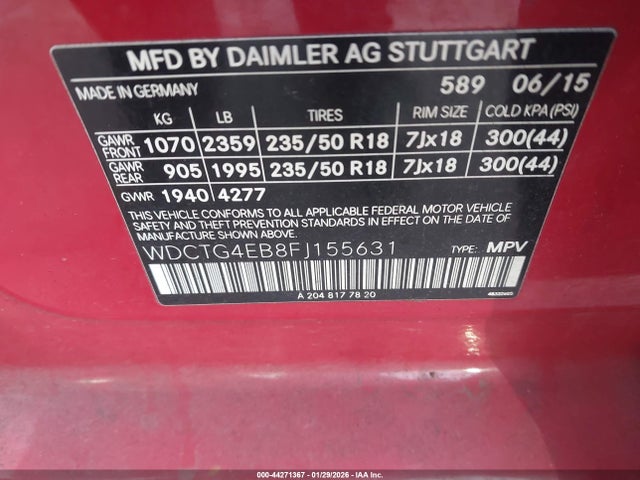 MFD BY DAIMLER AG STUTTGART
MADE IN GERMANY 589 06/15
KG LB TIRES RIM SIZE COLD KPA(PSI)
GAWR FRONT 1070 2359 235/50 R18 7Jx18 300(44)
GAWR REAR 905 1995 235/50 R18 7Jx18 300(44)
GVWR 1940 4277
THIS VEHICLE CONFORMS TO ALL APPLICABLE FEDERAL MOTOR VEHICLE
SAFETY AND THEFT PREVENTION STANDARDS IN EFFECT ON THE DATE OF
MANUFACTURE SHOWN ABOVE.
WDCTG4EB8FJ155631 TYPE: MPV
A 204 817 78 20
000-44271367 - 01/29/2026 - IAA Inc.